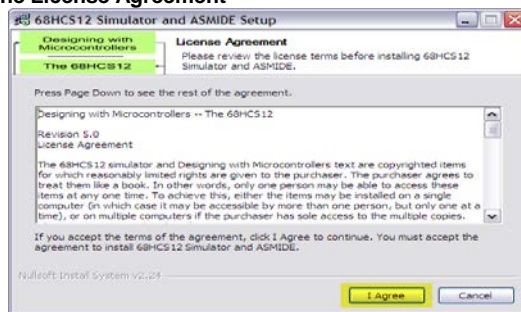 The License Agreement
68HCS12 Simulator and ASMIDE Setup
Designing with
Microcontrollers
The 68HCS12
License Agreement
Please review the license terms before installing 68HCS12
Simulator and ASMIDE.
Press Page Down to see the rest of the agreement.
Designing with Microcontrollers -- The 68HCS12
Revision 5.0
License Agreement
The 68HCS12 simulator and Designing with Microcontrollers text are copyrighted items
for which reasonably limited rights are given to the purchaser. The purchaser agrees to
treat them like a book. In other words, only one person may be able to access these
items at any one time. To achieve this, either the items may be installed on a single
computer (in which case it may be accessible by more than one person, but only one at a
time), or on multiple computers if the purchaser has sole access to the multiple copies.
If you accept the terms of the agreement, click I Agree to continue. You must accept the
agreement to install 68HCS12 Simulator and ASMIDE.
Nullsoft Install System v2.24
I Agree
Cancel